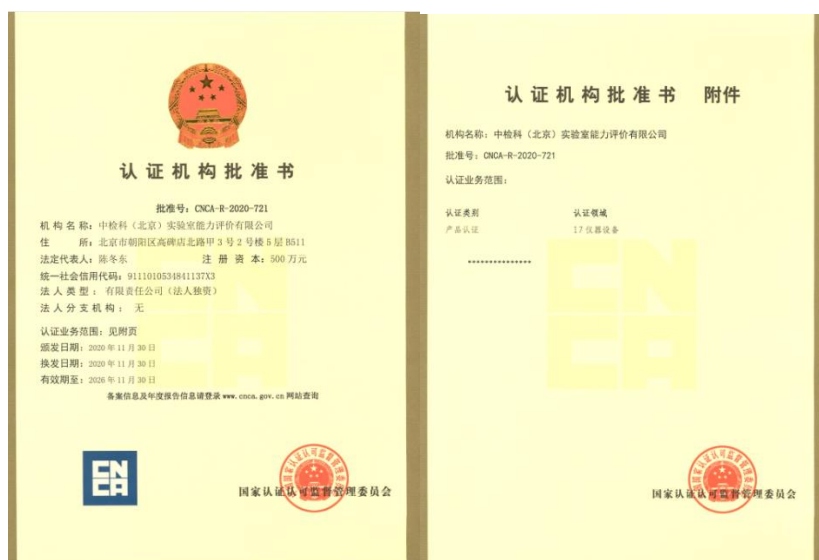 认证机构批准书
批准号：CNCA-R-2020-721
机构名称：中检科（北京）实验室能力评价有限公司
住所：北京市朝阳区高碑店北路甲3号2号楼5层B511
法定代表人：陈冬东 注册资本：500万元
统一社会信用代码：9111010534841137X3
法人类型：有限责任公司（法人独资）
法人分支机构：无
认证业务范围：见附页
颁发日期：2020年11月30日
换发日期：2020年11月30日
有效期至：2026年11月30日
备案信息及年度报告信息请登录 www.cnca.gov.cn 网站查询
CN
CA
国家认证认可监督管理委员会
认证机构批准书 附件
机构名称：中检科（北京）实验室能力评价有限公司
批准号：CNCA-R-2020-721
认证业务范围：
认证类别 认证领域
产品认证 17 仪器设备
***************
国家认证认可监督管理委员会